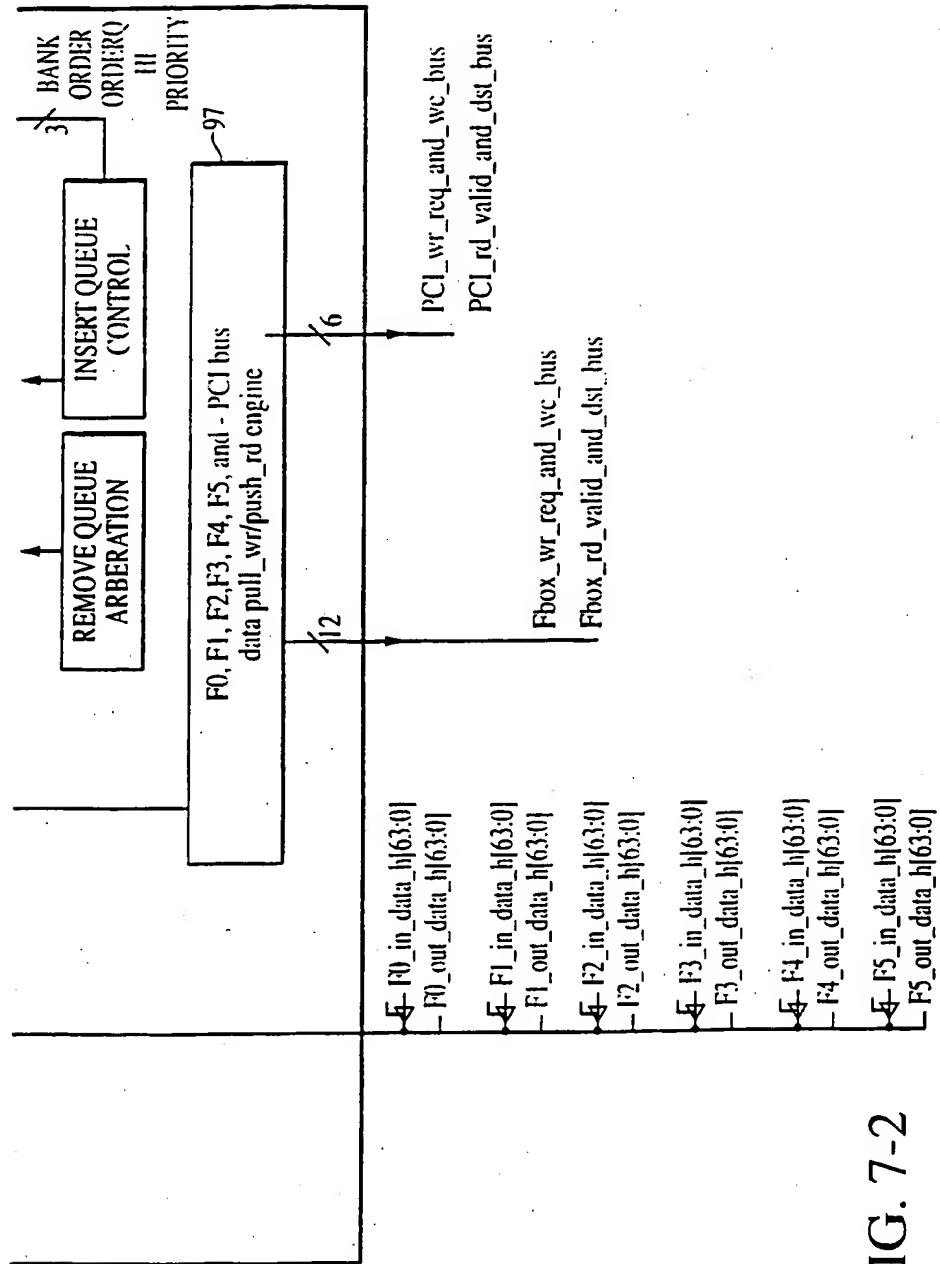 3
BANK
ORDER
ORDERQ
III
PRIORITY
INSERT QUEUE
CONTROL
REMOVE QUEUE
ARBERATION
97
F0, F1, F2,F3, F4, F5, and - PCI bus
data pull_wr/push_rd engine
6
12
PCI_wr_req_and_wc_bus
PCI_rd_valid_and_dst_bus
Fbox_wr_req_and_wc_bus
Fbox_rd_valid_and_dst_bus
F0_in_data_h[63:0]
F0_out_data_h[63:0]
F1_in_data_h[63:0]
F1_out_data_h[63:0]
F2_in_data_h[63:0]
F2_out_data_h[63:0]
F3_in_data_h[63:0]
F3_out_data_h[63:0]
F4_in_data_h[63:0]
F4_out_data_h[63:0]
F5_in_data_h[63:0]
F5_out_data_h[63:0]
IG. 7-2